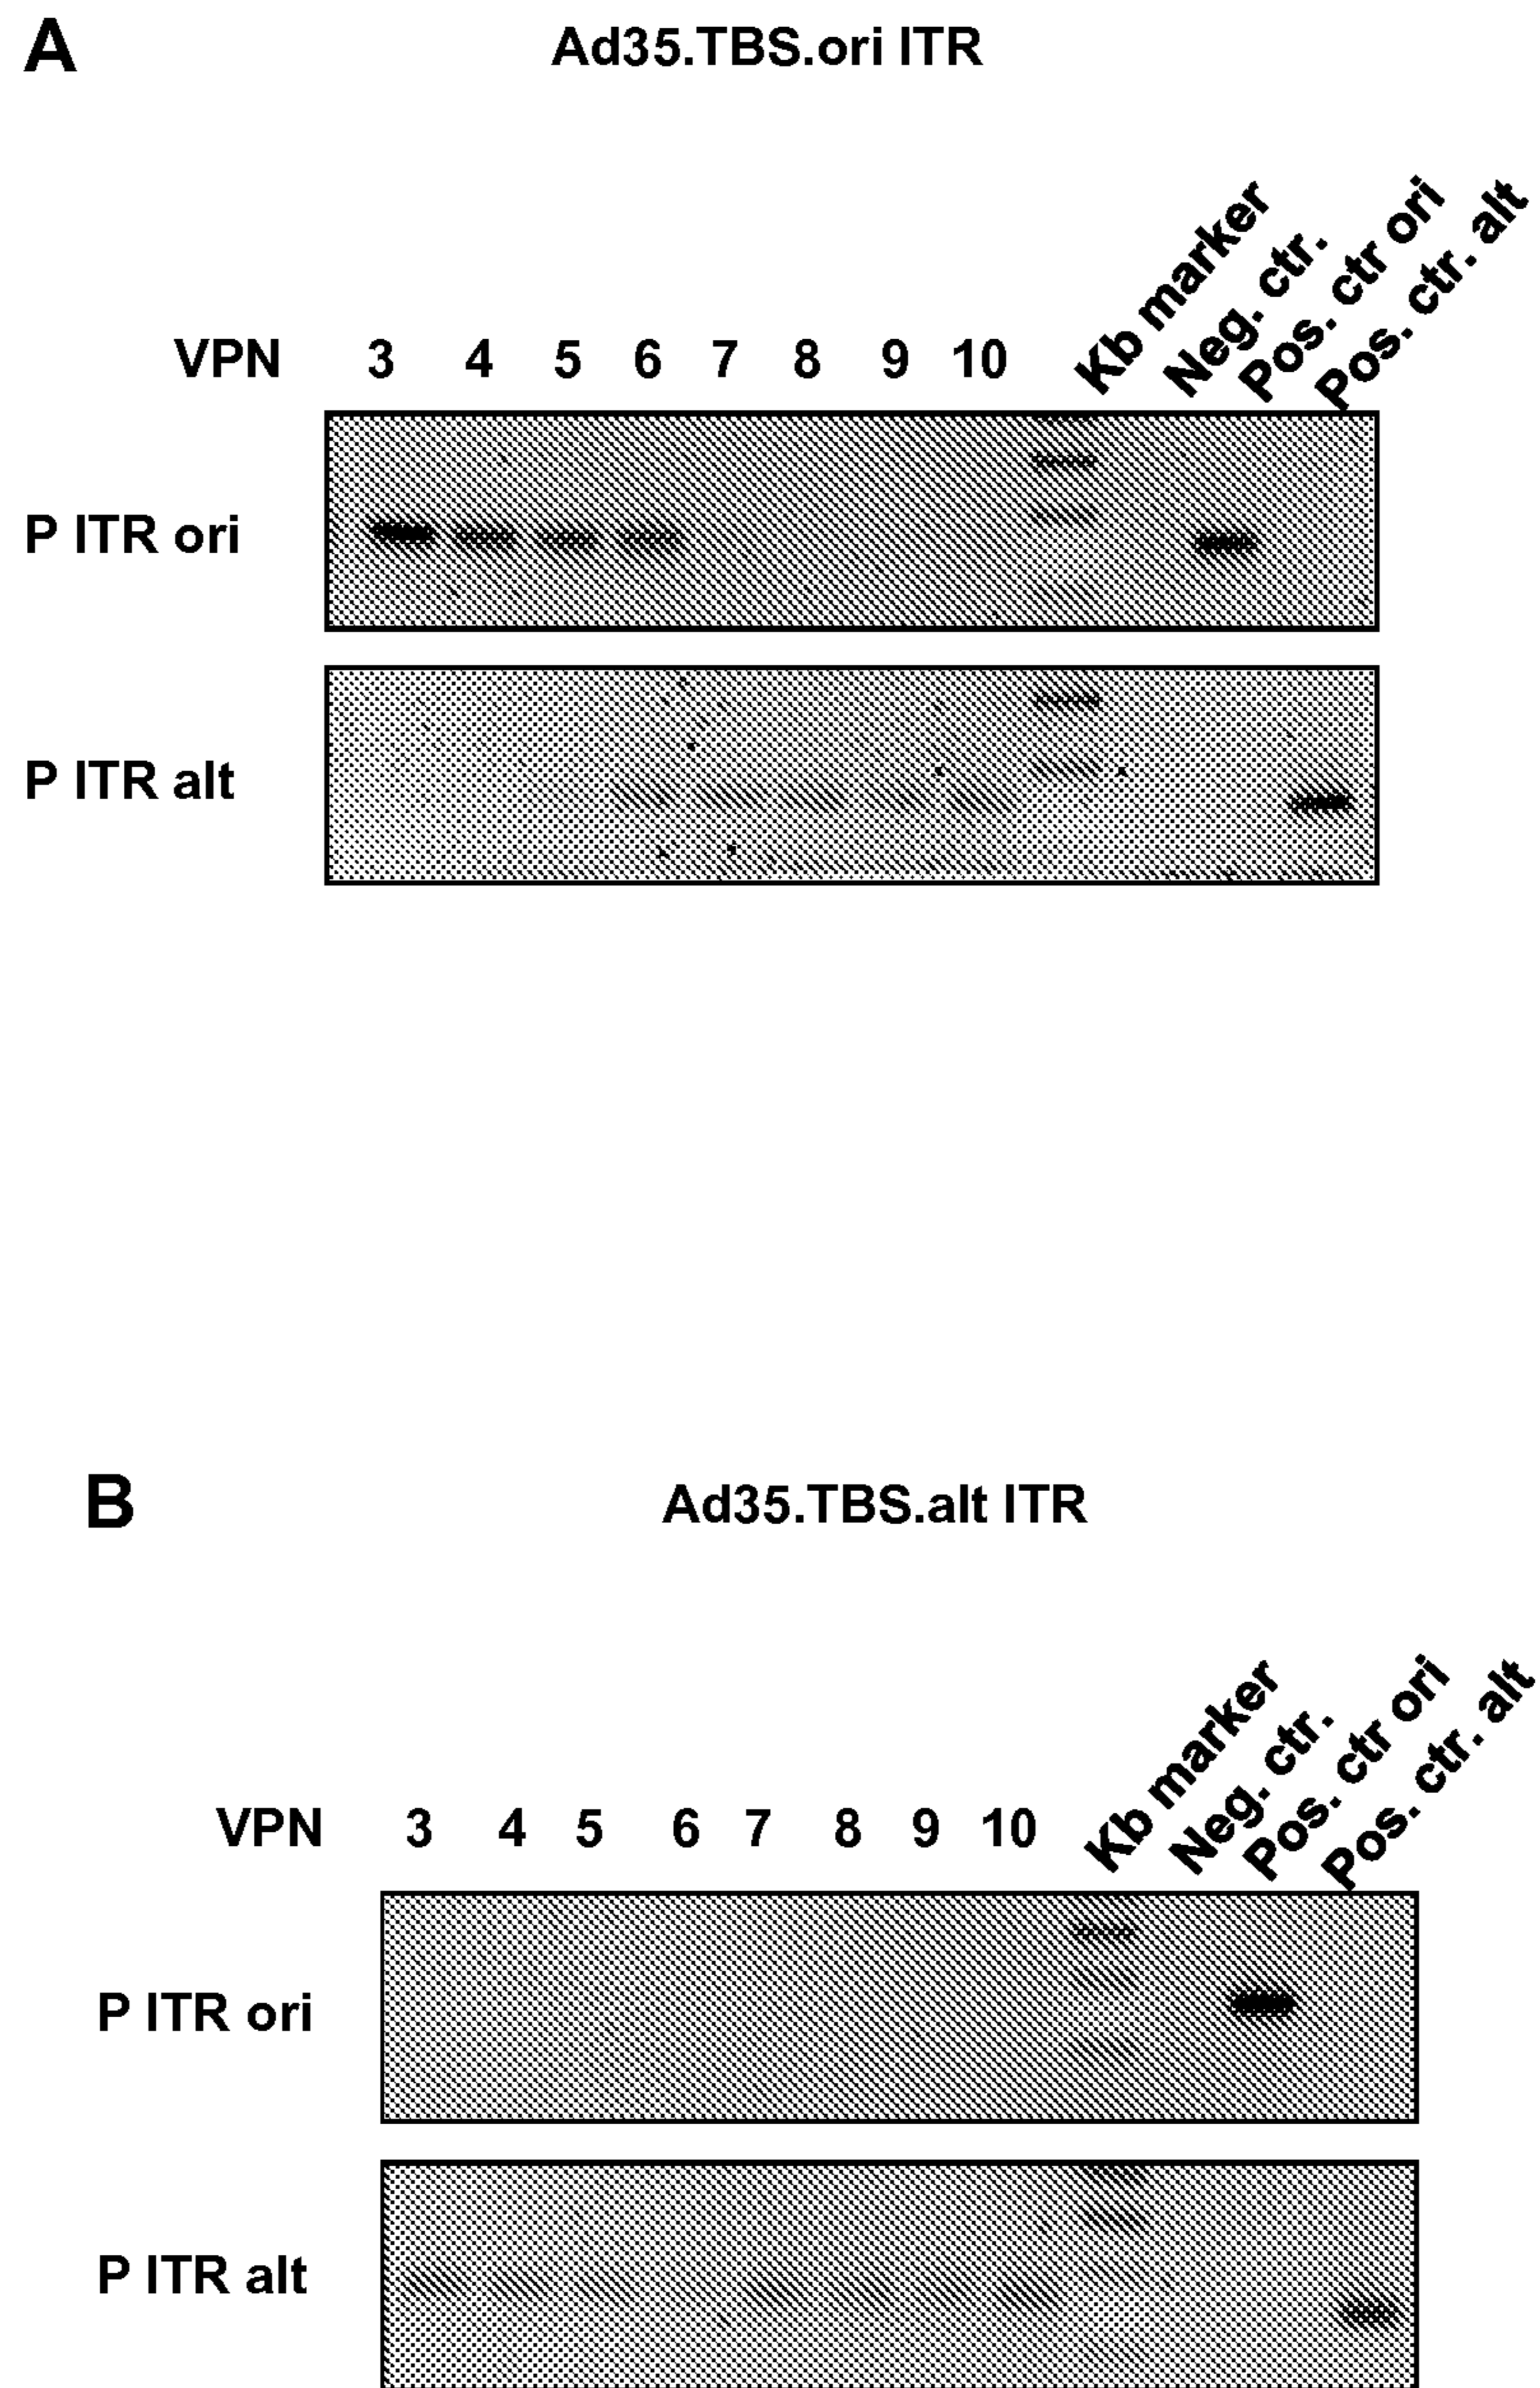 A
Ad35.TBS.ori ITR
VPN 3 4 5 6 7 8 9 10 Kb marker Neg. ctr. Pos. ctr ori Pos. ctr. alt
P ITR ori
P ITR alt
B
Ad35.TBS.alt ITR
VPN 3 4 5 6 7 8 9 10 Kb marker Neg. ctr. Pos. ctr ori Pos. ctr. alt
P ITR ori
P ITR alt